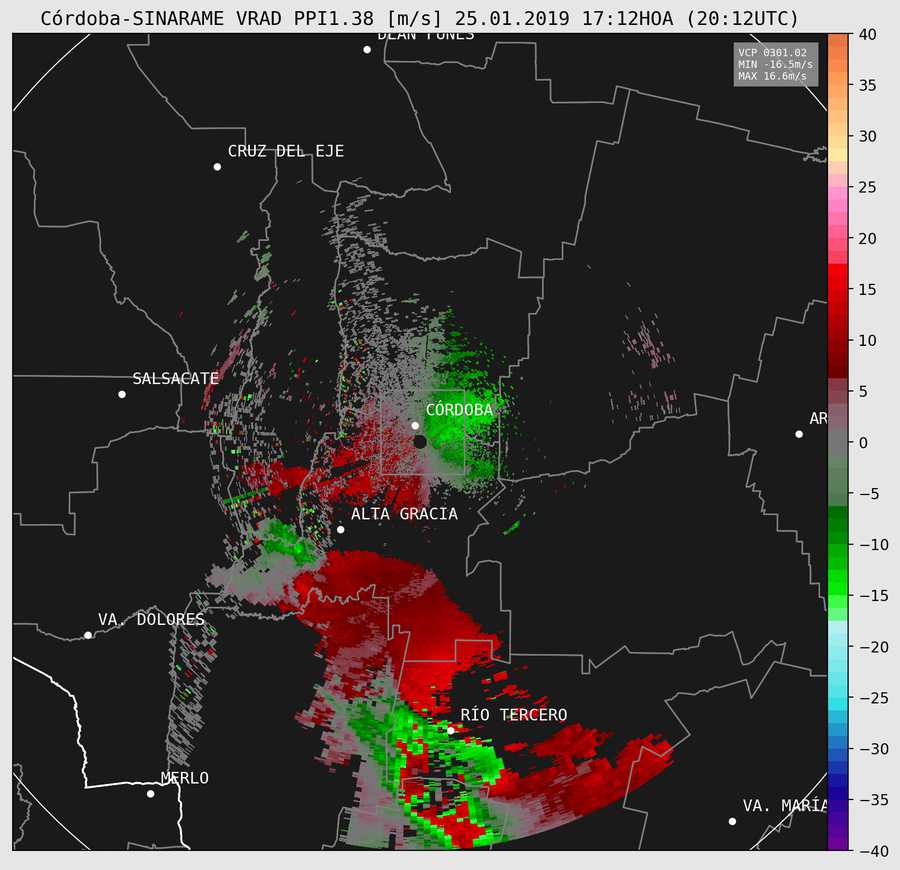 Córdoba-SINARAME VRAD PPI1.38 [m/s] 25.01.2019 17:12HOA (20:12UTC)
DEAN FUNES
VCP 0301.02
MIN -16.5m/s
MAX 16.6m/s
CRUZ DEL EJE
SALSACATE
CÓRDOBA
AR
ALTA GRACIA
VA. DOLORES
RÍO TERCERO
MERLO
VA. MARÍA
40
35
30
25
20
15
10
5
0
−5
−10
−15
−20
−25
−30
−35
−40